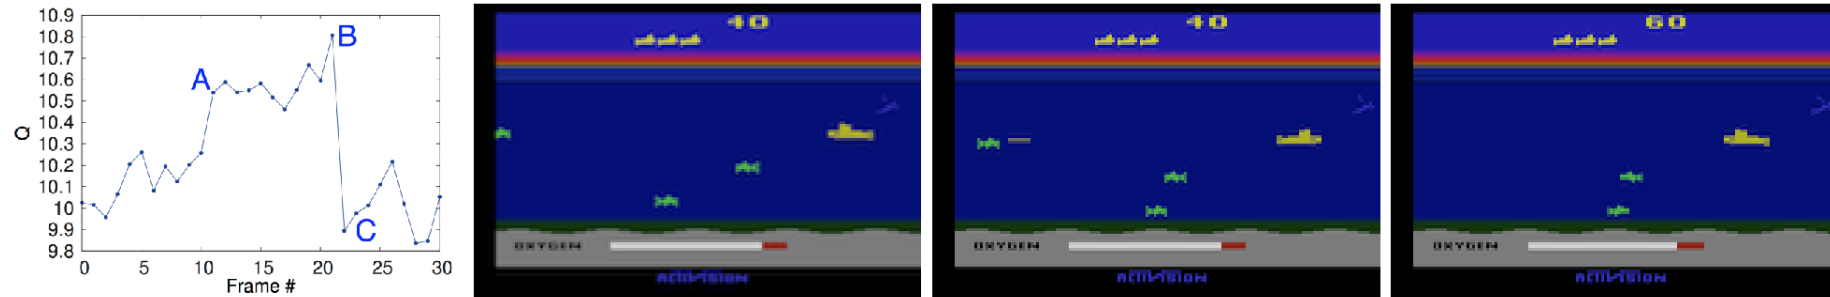 10.9
10.8
10.7
10.6
10.5
10.4
10.3
10.2
10.1
10
9.9
9.8
Q
A
B
C
0 5 10 15 20 25 30
Frame #
40
OXYGEN
ACTIVISION
40
OXYGEN
ACTIVISION
60
OXYGEN
ACTIVISION